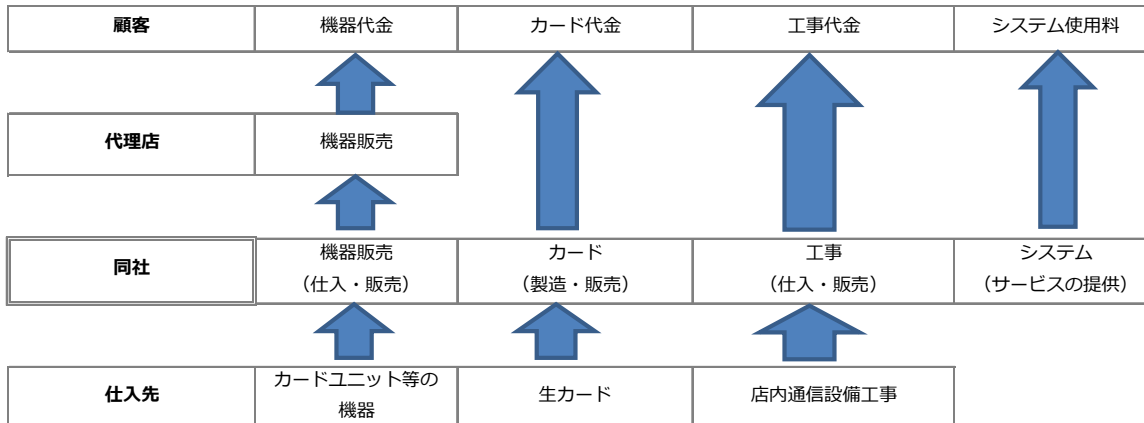 顧客 機器代金 カード代金 工事代金 システム使用料
代理店 機器販売
同社
機器販売
（仕入・販売）
カード
（製造・販売）
工事
（仕入・販売）
システム
（サービスの提供）
仕入先
カードユニット等の
機器
生カード
店内通信設備工事